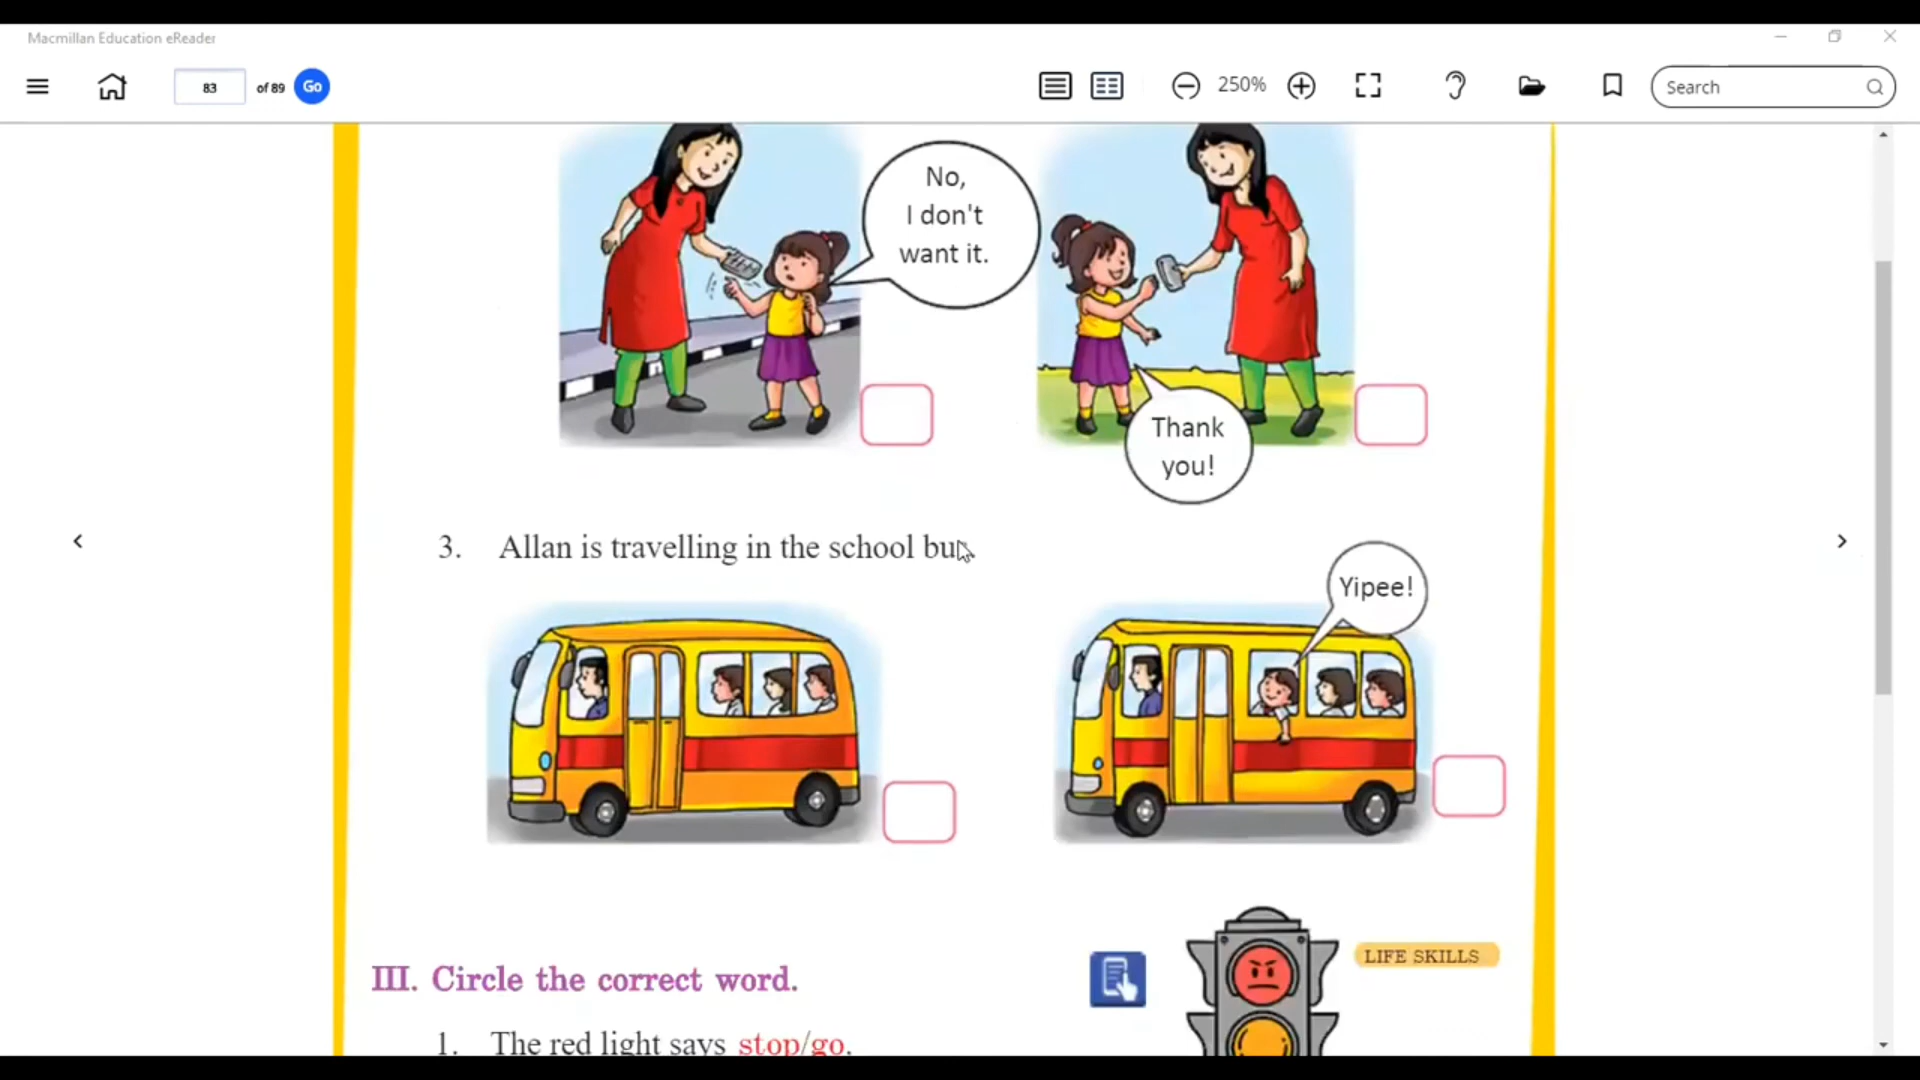 Macmillan Education eReader
83 of 89 Go 250% Search
No,
I don't
want it.
Thank
you!
3. Allan is travelling in the school bu
Yipee!
LIFE SKILLS
III. Circle the correct word.
1. The red light says stop/go.